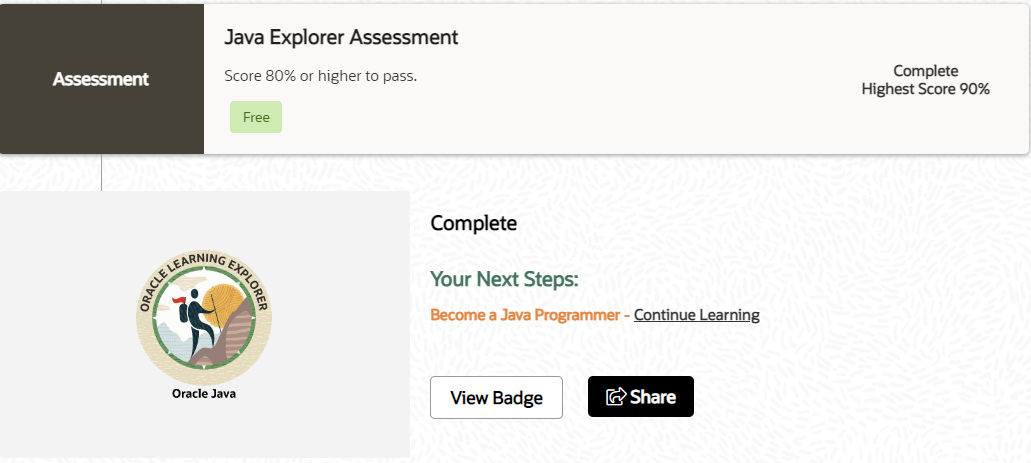 Assessment
Java Explorer Assessment
Score 80% or higher to pass.
Free
Complete
Highest Score 90%
ORACLE LEARNING EXPLORER
Oracle Java
Complete
Your Next Steps:
Become a Java Programmer - Continue Learning
View Badge
Share